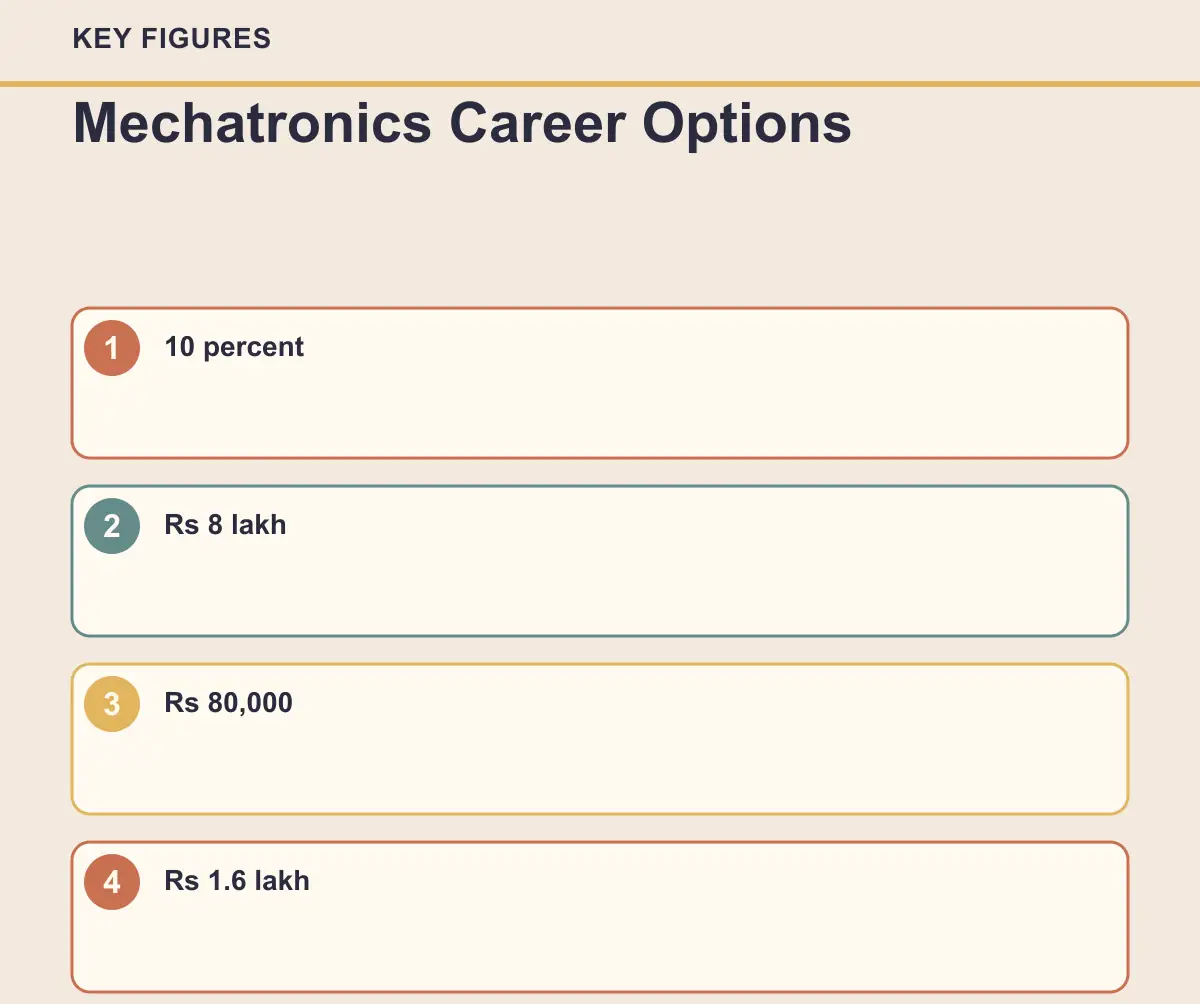 KEY FIGURES
Mechatronics Career Options
1
10 percent
2
Rs 8 lakh
3
Rs 80,000
4
Rs 1.6 lakh